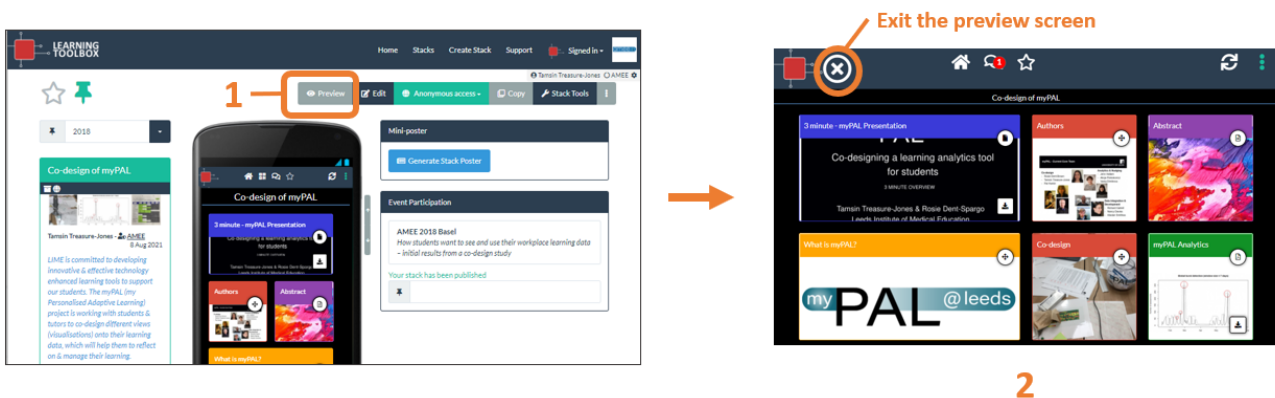 Exit the preview screen
LEARNING
TOOLBOX
Home Stacks Create Stack Support Signed in
Tamsin Treasure-Jones AMEE
1
Preview Edit Anonymous access Copy Stack Tools
2018
Co-design of myPAL
Tamsin Treasure-Jones - AMEE
8 Aug 2021
LIME is committed to developing
innovative & effective technology
enhanced learning tools to support
our students. The myPAL (my
Personalised Adaptive Learning)
project is working with students &
tutors to co-design different views
(visualisations) onto their learning
data, which will help them to reflect
on & manage their learning.
Co-design of myPAL
3 minute - myPAL Presentation
Co-designing a learning analytics tool
for students
3 MINUTE OVERVIEW
Tamsin Treasure-Jones & Rosie Dent-Spargo
Authors
Abstract
What is myPAL?
Mini-poster
Generate Stack Poster
Event Participation
AMEE 2018 Basel
How students want to see and use their workplace learning data
– initial results from a co-design study
Your stack has been published
1
Co-design of myPAL
3 minute - myPAL Presentation
PAL
Co-designing a learning analytics tool
for students
3 MINUTE OVERVIEW
Tamsin Treasure-Jones & Rosie Dent-Spargo
Leeds Institute of Medical Education
Authors
Abstract
What is myPAL?
my PAL @leeds
Co-design
myPAL Analytics
2